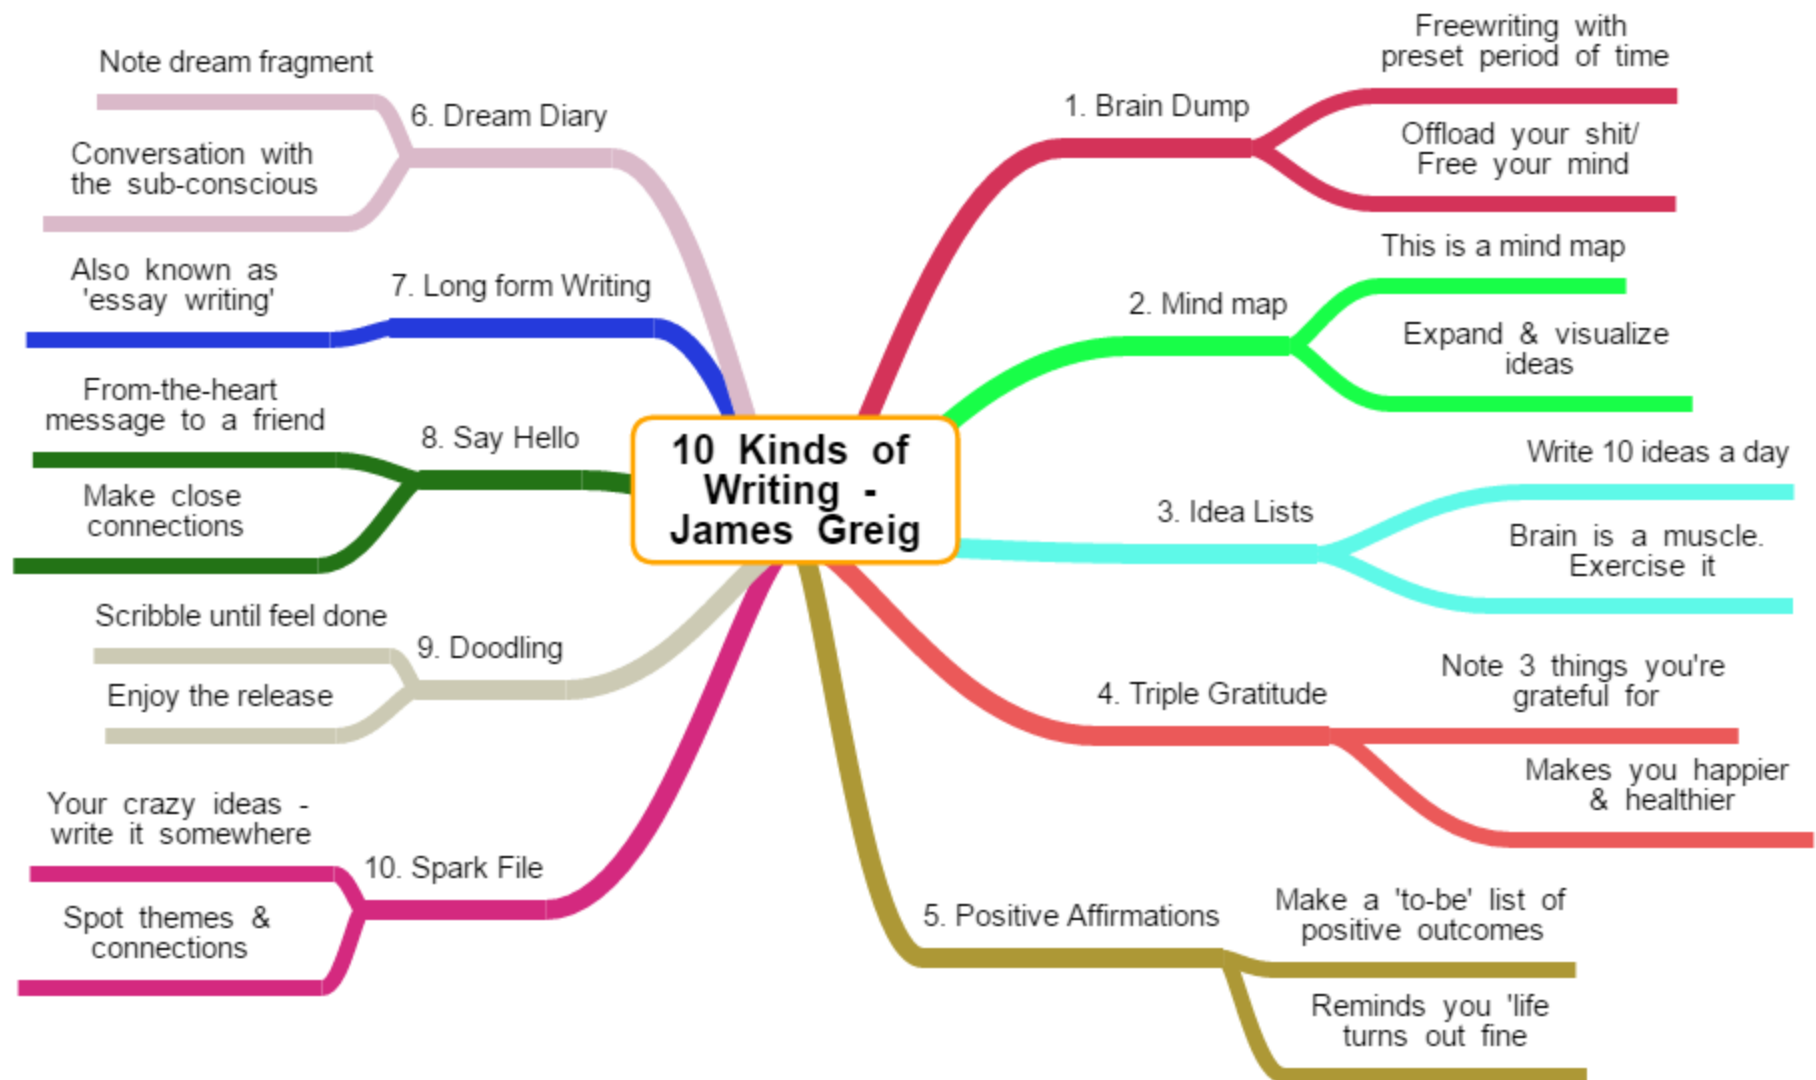 10 Kinds of
Writing -
James Greig
1. Brain Dump
Freewriting with
preset period of time
Offload your shit/
Free your mind
2. Mind map
This is a mind map
Expand & visualize
ideas
3. Idea Lists
Write 10 ideas a day
Brain is a muscle.
Exercise it
4. Triple Gratitude
Note 3 things you're
grateful for
Makes you happier
& healthier
5. Positive Affirmations
Make a 'to-be' list of
positive outcomes
Reminds you 'life
turns out fine
6. Dream Diary
Note dream fragment
Conversation with
the sub-conscious
7. Long form Writing
Also known as
'essay writing'
8. Say Hello
From-the-heart
message to a friend
Make close
connections
9. Doodling
Scribble until feel done
Enjoy the release
10. Spark File
Your crazy ideas -
write it somewhere
Spot themes &
connections